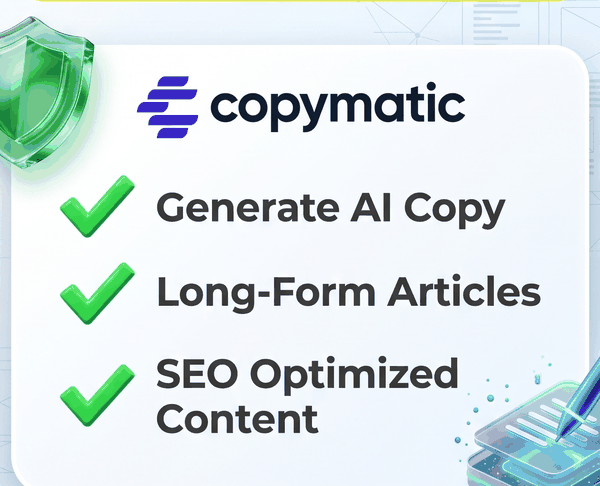 copymatic
Generate AI Copy
Long-Form Articles
SEO Optimized
Content